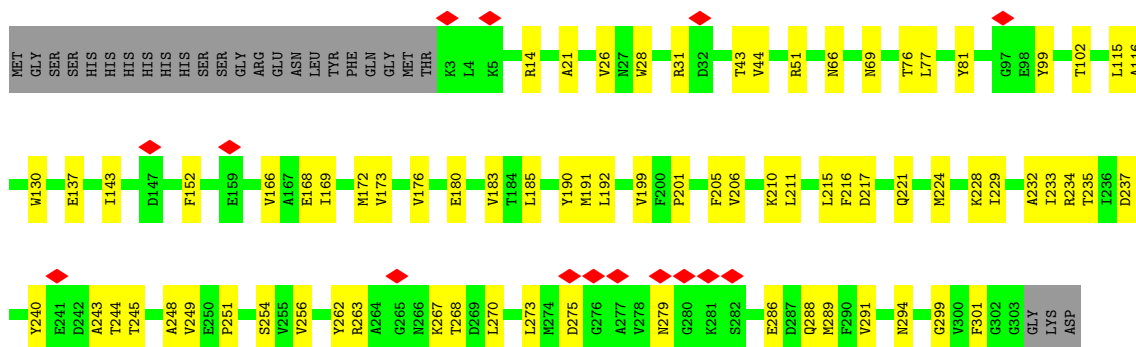 MET GLY SER SER HIS HIS HIS HIS HIS HIS SER SER GLY ARG GLU ASN LEU TYR PHE GLN GLY MET THR K3 L4 K5 R14 A21 V26 N27 W28 R31 D32 T43 V44 R51 N66 N69 T76 L77 Y81 G97 E98 Y99 T102 L115 A116
W130 E137 I143 D147 F152 E159 V166 A167 E168 I169 M172 V173 V176 E180 V183 T184 L185 Y190 M191 L192 V199 F200 P201 F205 V206 K210 L211 L215 F216 D217 Q221 M224 K228 I229 A232 I233 R234 T235 I236 D237
Y240 E241 D242 A243 T244 T245 A248 V249 E250 P251 S254 V255 V256 Y262 R263 A264 G265 N266 K267 T268 D269 L270 L273 M274 D275 G276 A277 V278 N279 G280 K281 S282 E286 D287 Q288 M289 F290 V291 N294 G299 V300 F301 G302 G303 GLY LYS ASP